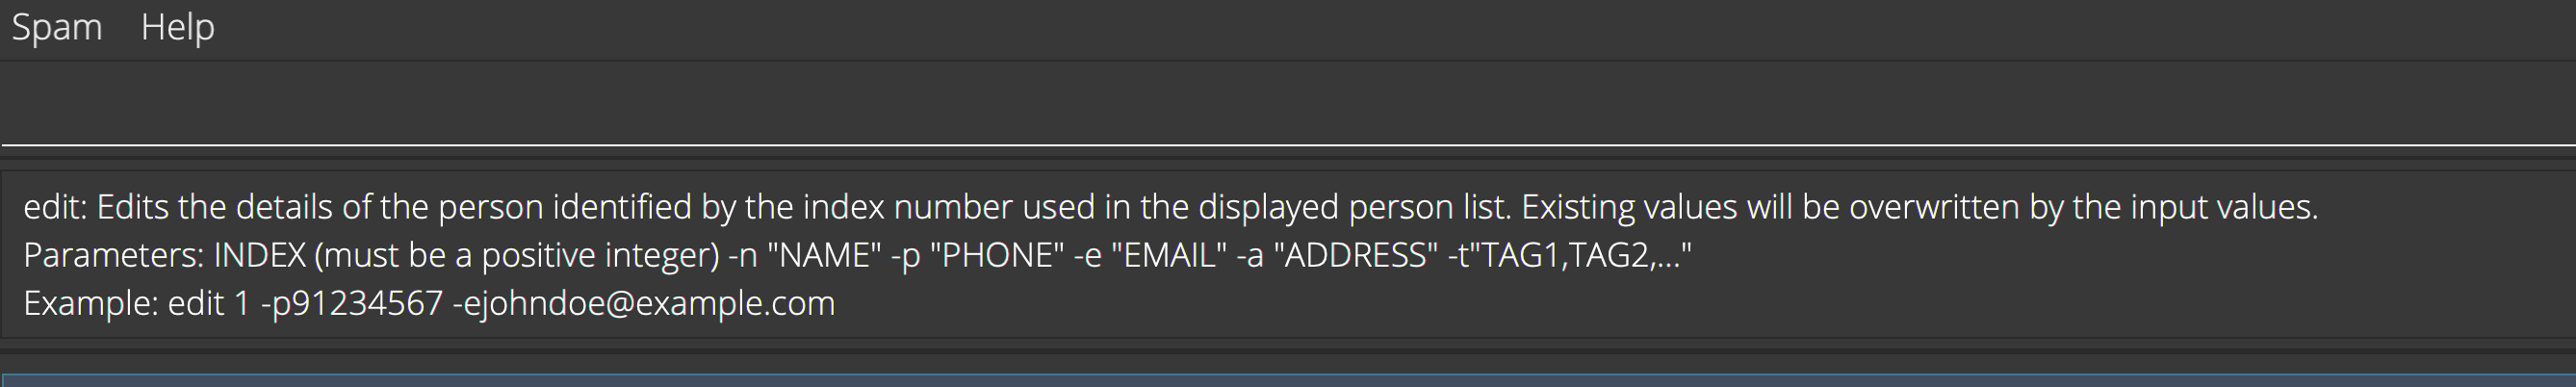 Spam Help
edit: Edits the details of the person identified by the index number used in the displayed person list. Existing values will be overwritten by the input values.
Parameters: INDEX (must be a positive integer) -n "NAME" -p "PHONE" -e "EMAIL" -a "ADDRESS" -t"TAG1,TAG2,..."
Example: edit 1 -p91234567 -ejohndoe@example.com